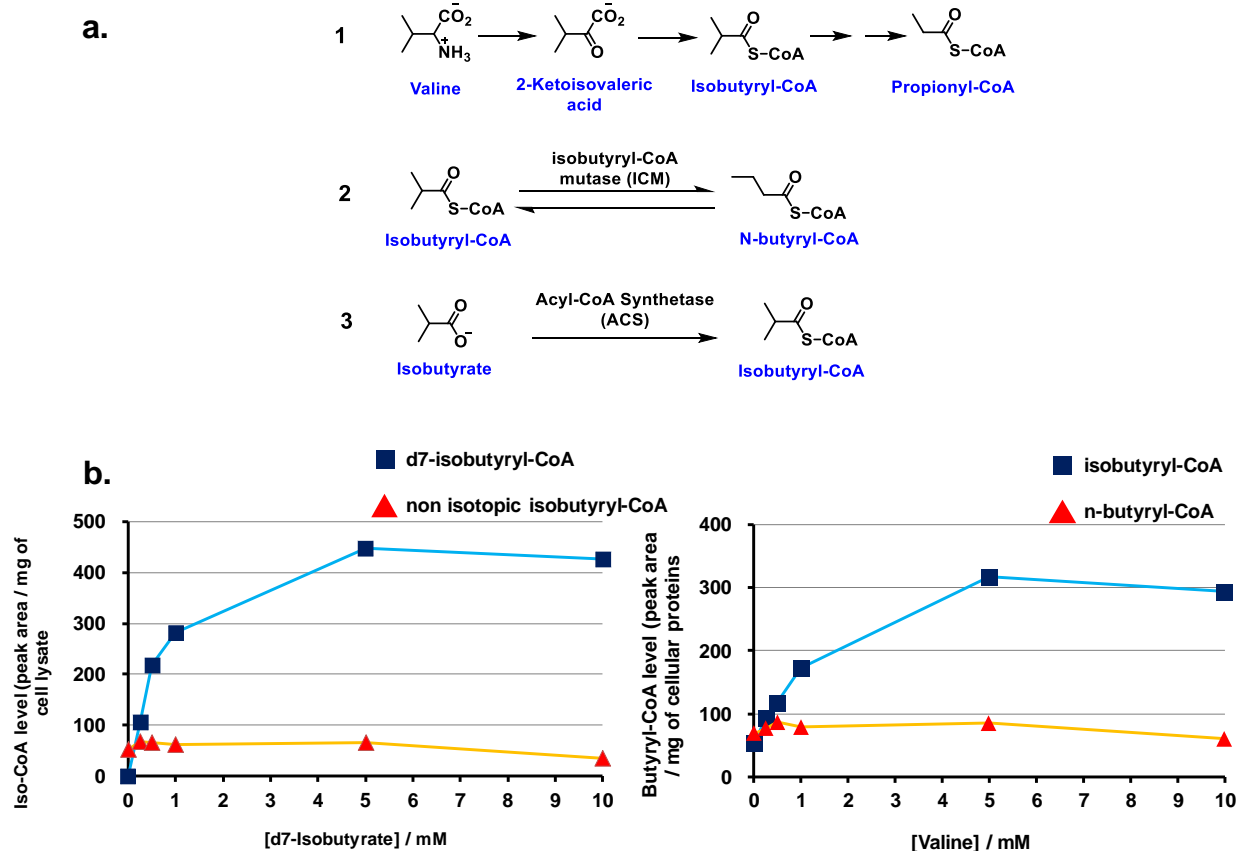 a.
1
CO2−
+
NH3
Valine
CO2−
O
2-Ketoisovaleric
acid
O
S−CoA
Isobutyryl-CoA
O
S−CoA
Propionyl-CoA
2
O
S−CoA
Isobutyryl-CoA
isobutyryl-CoA
mutase (ICM)
O
S−CoA
N-butyryl-CoA
3
O
O−
Isobutyrate
Acyl-CoA Synthetase
(ACS)
O
S−CoA
Isobutyryl-CoA
b.
d7-isobutyryl-CoA
non isotopic isobutyryl-CoA
Iso-CoA level (peak area / mg of
cell lysate
500
400
300
200
100
0
0 1 2 3 4 5 6 7 8 9 10
[d7-Isobutyrate] / mM
isobutyryl-CoA
n-butyryl-CoA
Butyryl-CoA level (peak area
/ mg of cellular proteins
400
300
200
100
0
0 1 2 3 4 5 6 7 8 9 10
[Valine] / mM